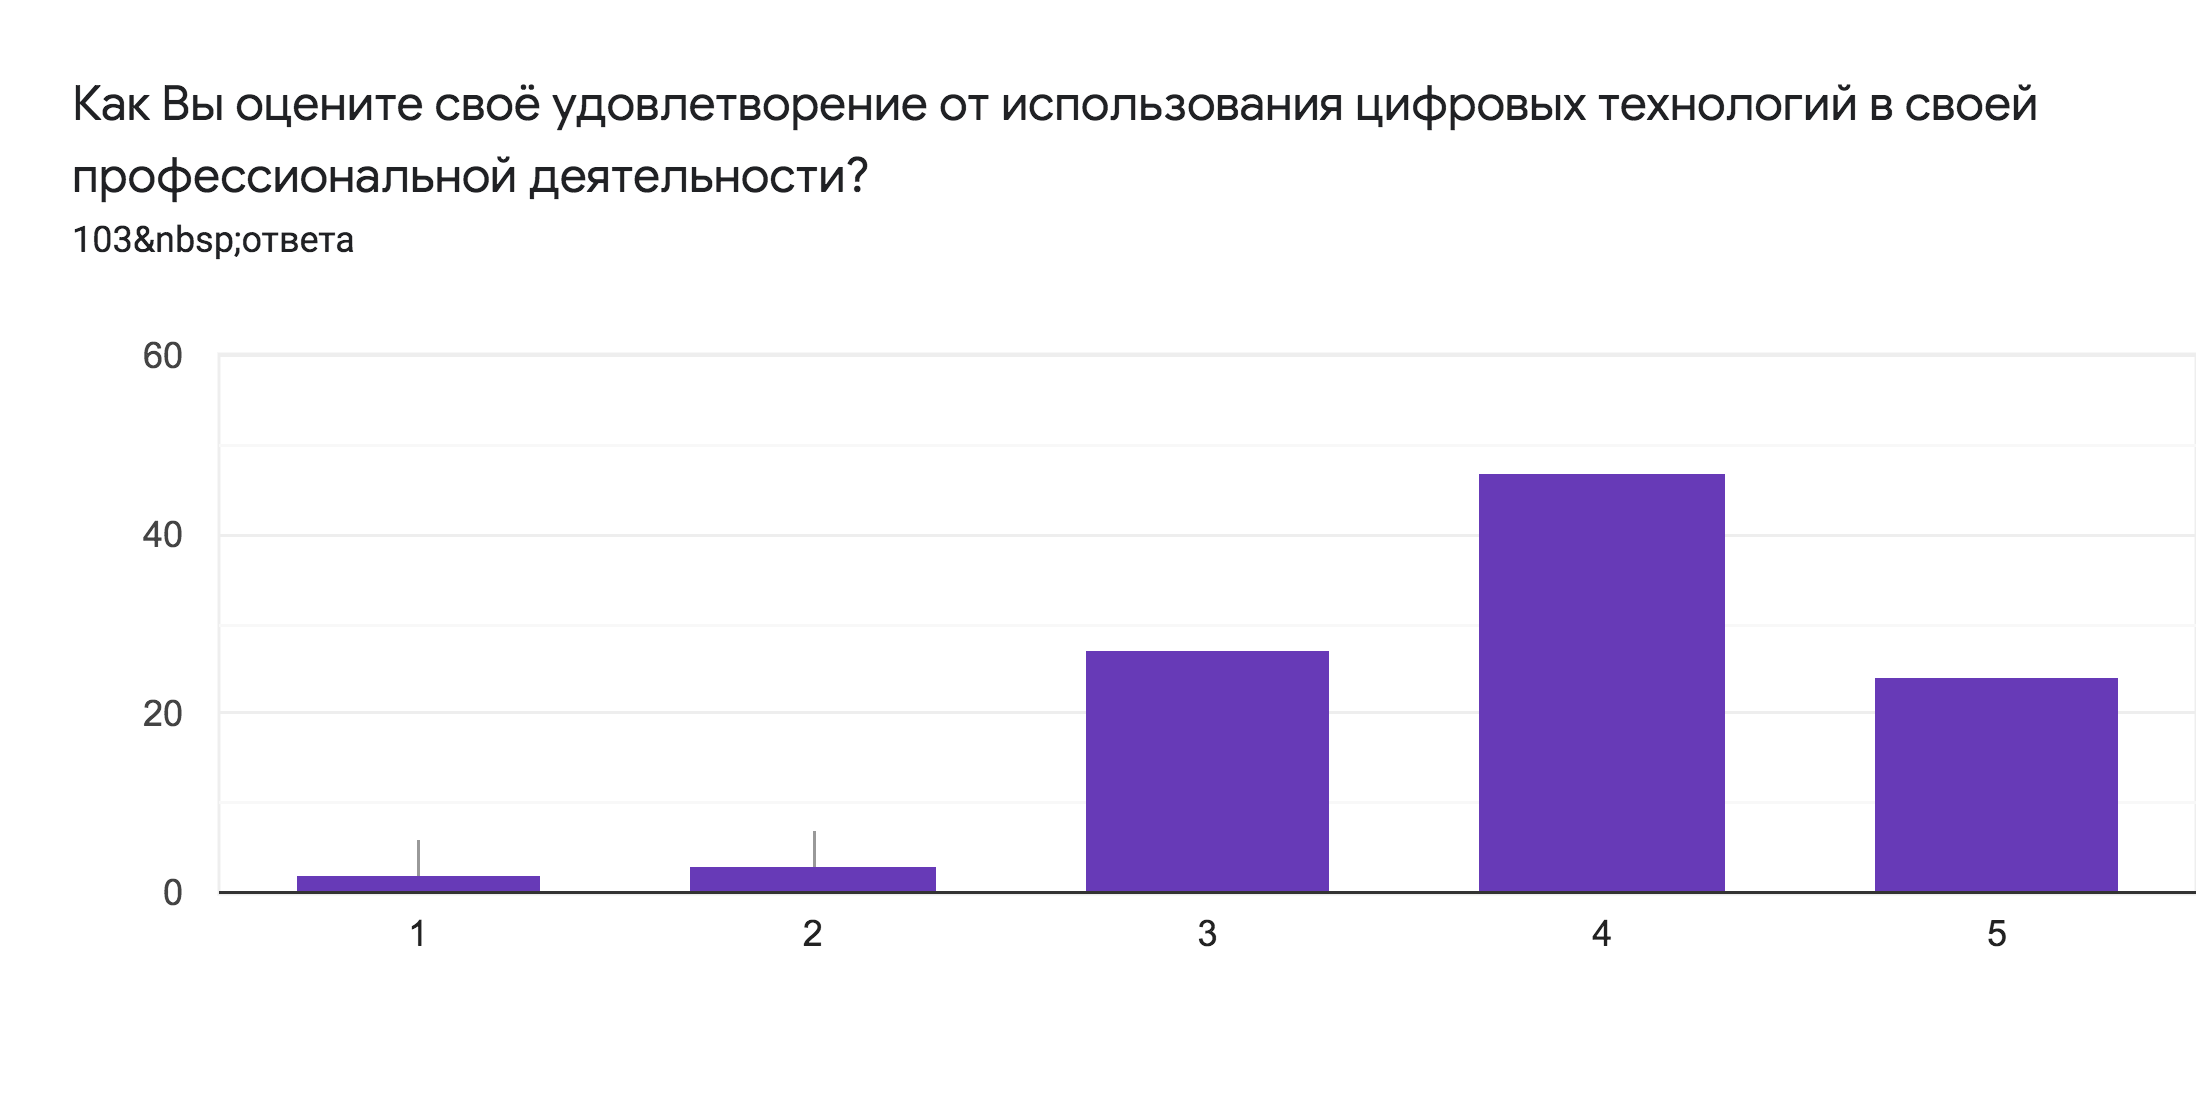 Как Вы оцените своё удовлетворение от использования цифровых технологий в своей
профессиональной деятельности?
103&nbsp;ответа
60
40
20
0
1 2 3 4 5